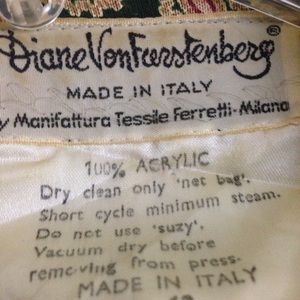 Diane Von Furstenberg ®
MADE IN ITALY
y Manifattura Tessile Ferretti-Milano
100% ACRYLIC
Dry clean only 'net bag'.
Short cycle minimum steam.
Do not use 'suzy'.
Vacuum dry before
removing from press.
MADE IN ITALY